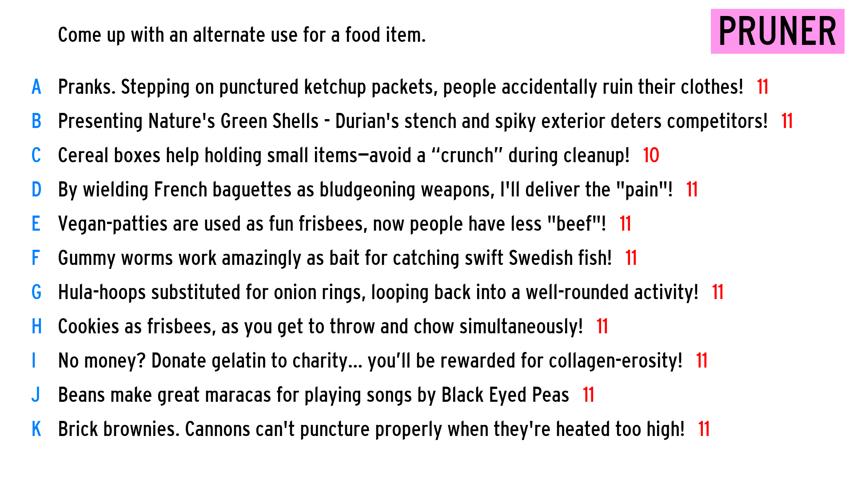 Come up with an alternate use for a food item.
PRUNER
A Pranks. Stepping on punctured ketchup packets, people accidentally ruin their clothes! 11
B Presenting Nature's Green Shells - Durian's stench and spiky exterior deters competitors! 11
C Cereal boxes help holding small items—avoid a “crunch” during cleanup! 10
D By wielding French baguettes as bludgeoning weapons, I'll deliver the "pain"! 11
E Vegan-patties are used as fun frisbees, now people have less "beef"! 11
F Gummy worms work amazingly as bait for catching swift Swedish fish! 11
G Hula-hoops substituted for onion rings, looping back into a well-rounded activity! 11
H Cookies as frisbees, as you get to throw and chow simultaneously! 11
I No money? Donate gelatin to charity... you’ll be rewarded for collagen-erosity! 11
J Beans make great maracas for playing songs by Black Eyed Peas 11
K Brick brownies. Cannons can't puncture properly when they're heated too high! 11